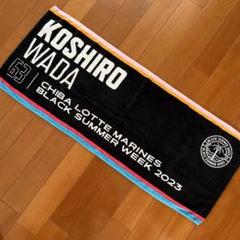 KOSHIRO
WADA
63
CHIBA LOTTE MARINES
BLACK SUMMER WEEK 2023